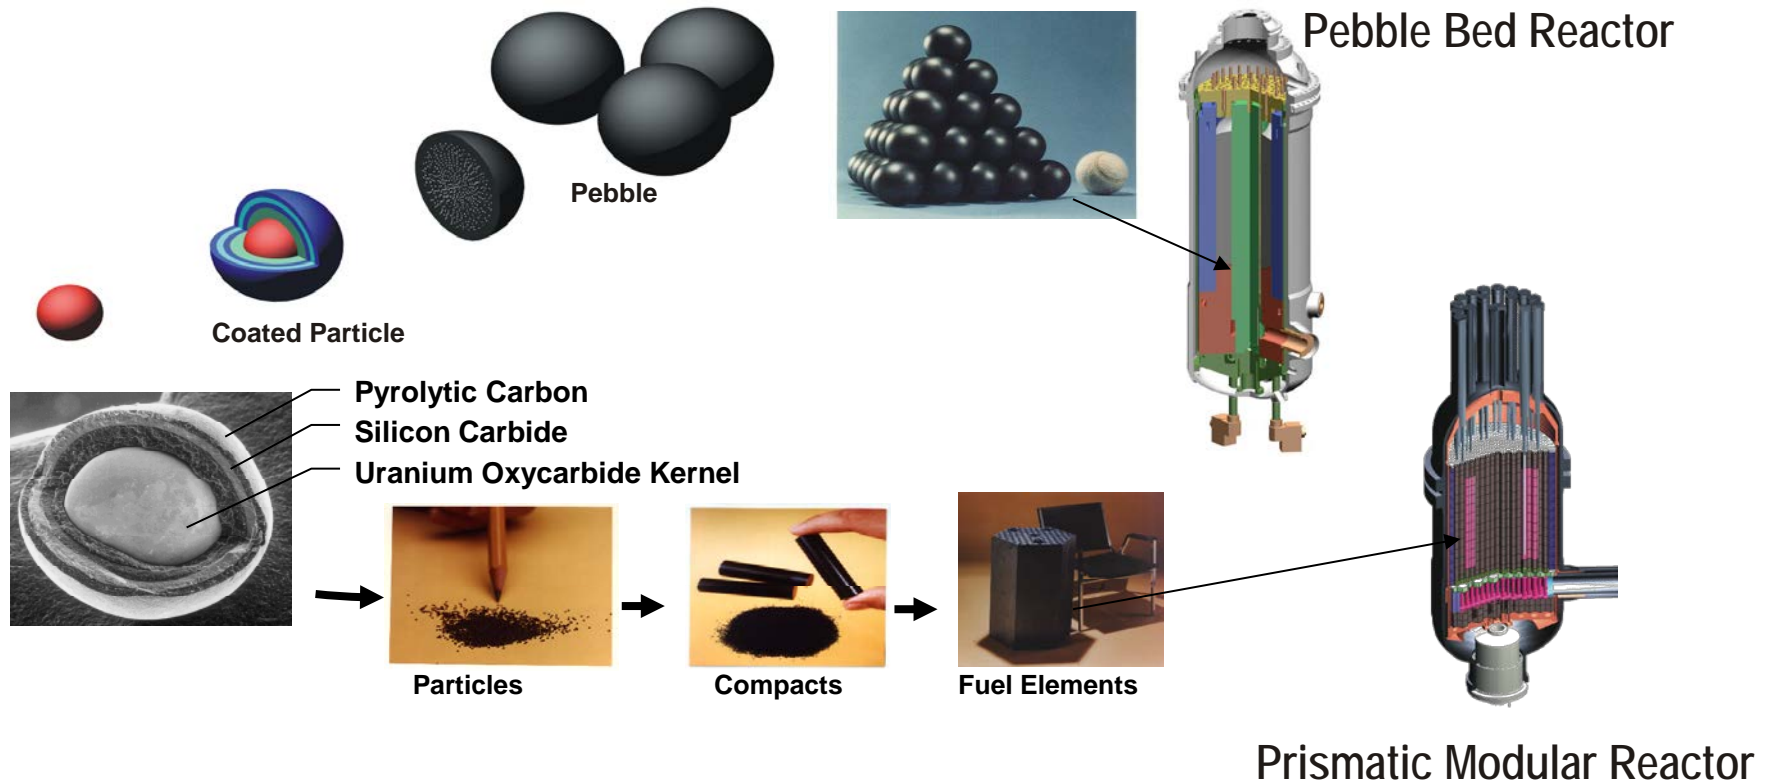 Pebble Bed Reactor
Pebble
Coated Particle
Pyrolytic Carbon
Silicon Carbide
Uranium Oxycarbide Kernel
Particles
Compacts
Fuel Elements
Prismatic Modular Reactor